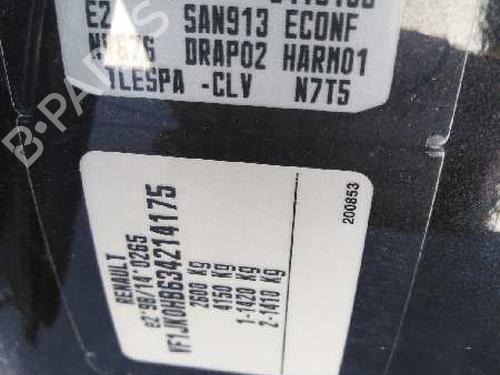 E2 SAN913 ECONF
DRAP02 HARM01
TLESPA -CLV N7T5
RENAULT
e2*98/14*0265
VF1JK0HB634214175
2600 Kg
4150 Kg
1-1420 Kg
2-1410 Kg
200853
B-PARTS